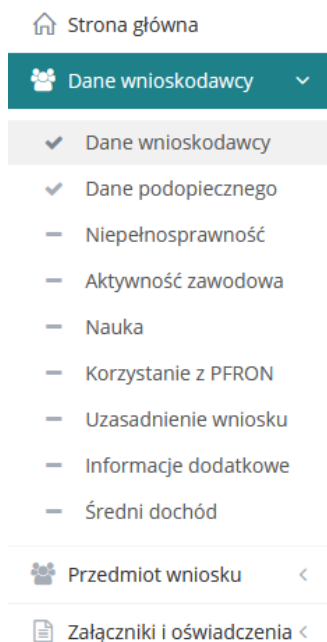 Strona główna
Dane wnioskodawcy
Dane wnioskodawcy
Dane podopiecznego
Niepełnosprawność
Aktywność zawodowa
Nauka
Korzystanie z PFRON
Uzasadnienie wniosku
Informacje dodatkowe
Średni dochód
Przedmiot wniosku
Załączniki i oświadczenia